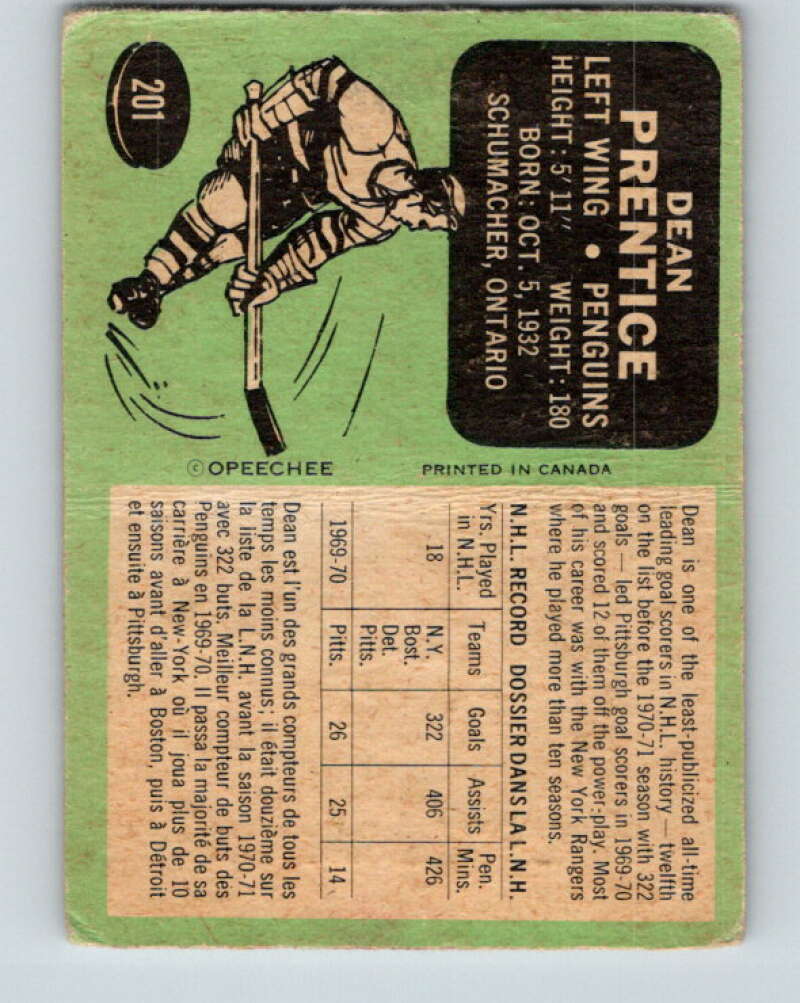 201
DEAN
PRENTICE
LEFT WING • PENGUINS
HEIGHT: 5'11" WEIGHT: 180
BORN: OCT. 5, 1932
SCHUMACHER, ONTARIO
© OPEECHEE
PRINTED IN CANADA
Dean is one of the least-publicized all-time
leading goal scorers in N.H.L. history — twelfth
on the list before the 1970-71 season with 322
goals — led Pittsburgh goal scorers in 1969-70
and scored 12 of them off the power-play. Most
of his career was with the New York Rangers
where he played more than ten seasons.
N.H.L. RECORD DOSSIER DANS LA L.N.H.
Yrs. Played in N.H.L. Teams Goals Assists Pen. Mins.
18 N.Y. Bost. Det. Pitts. 322 406 426
1969-70 Pitts. 26 25 14
Dean est l'un des grands compteurs de tous les
temps les moins connus; il était douzième sur
la liste de la L.N.H. avant la saison 1970-71
avec 322 buts. Meilleur compteur de buts des
Penguins en 1969-70. Il passa la majorité de sa
carrière à New-York où il joua plus de 10
saisons avant d'aller à Boston, puis à Détroit
et ensuite à Pittsburgh.